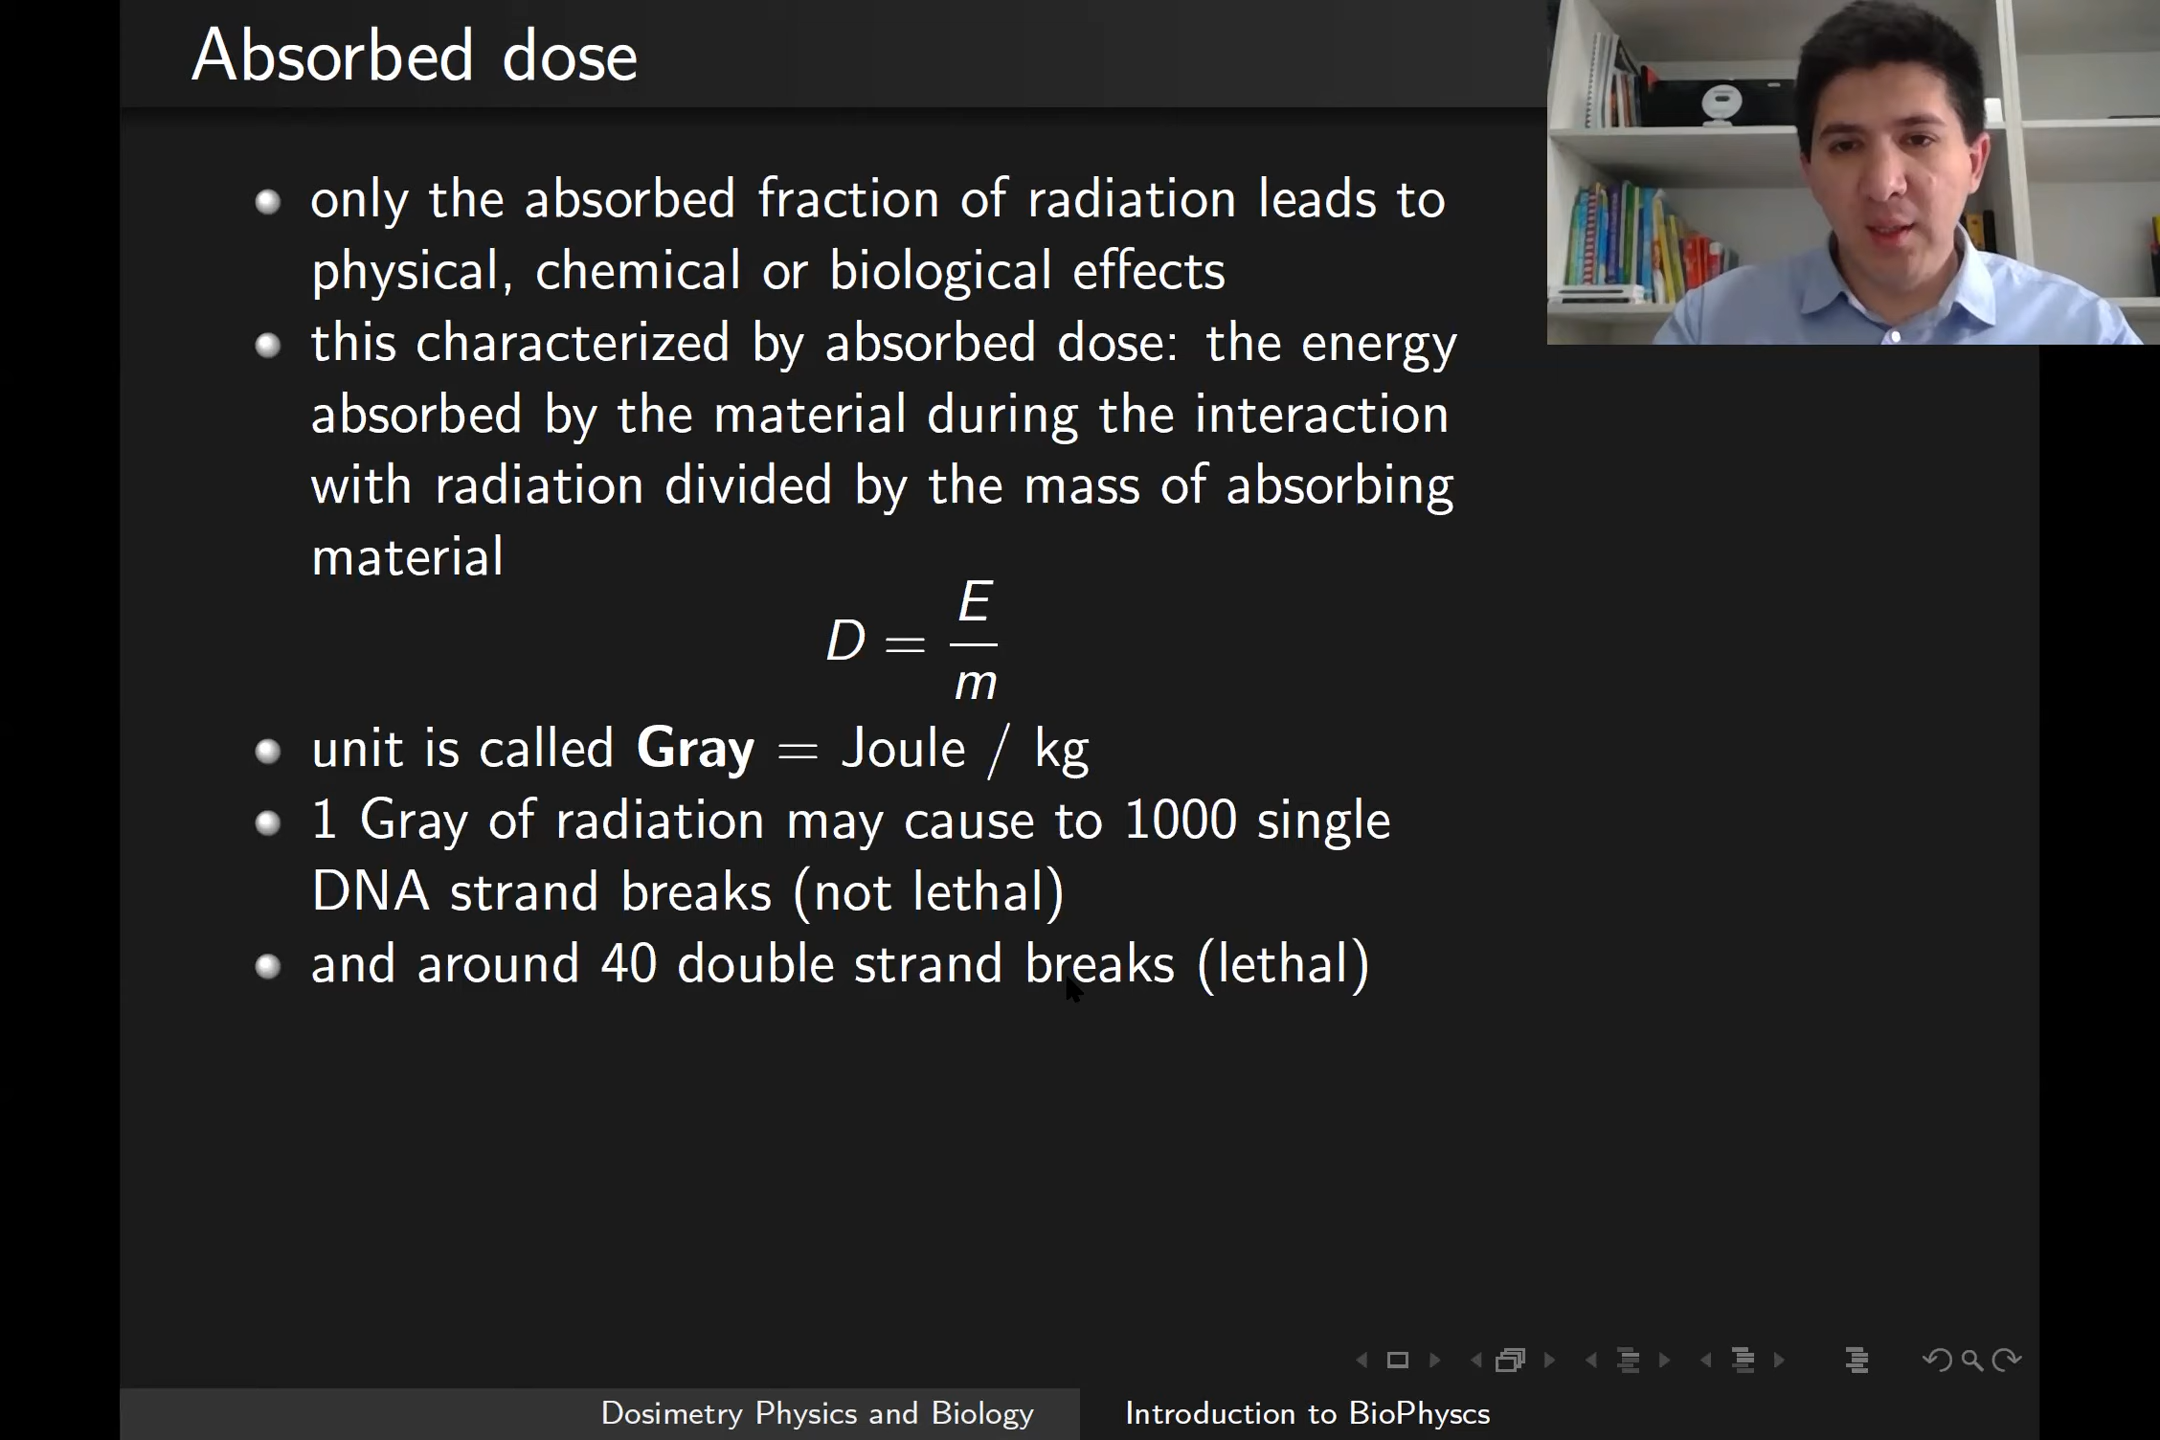 Absorbed dose
only the absorbed fraction of radiation leads to
physical, chemical or biological effects
this characterized by absorbed dose: the energy
absorbed by the material during the interaction
with radiation divided by the mass of absorbing
material
D = E/m
unit is called Gray = Joule / kg
1 Gray of radiation may cause to 1000 single
DNA strand breaks (not lethal)
and around 40 double strand breaks (lethal)
Dosimetry Physics and Biology
Introduction to BioPhyscs